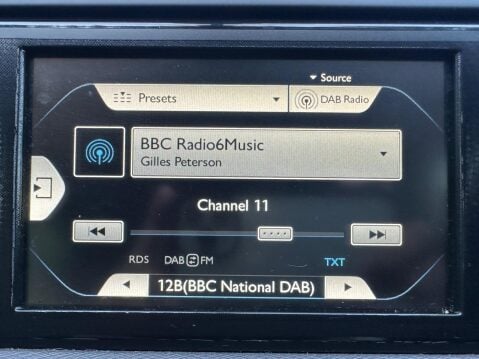 Source
Presets
DAB Radio
BBC Radio6Music
Gilles Peterson
Channel 11
RDS DAB FM TXT
12B(BBC National DAB)